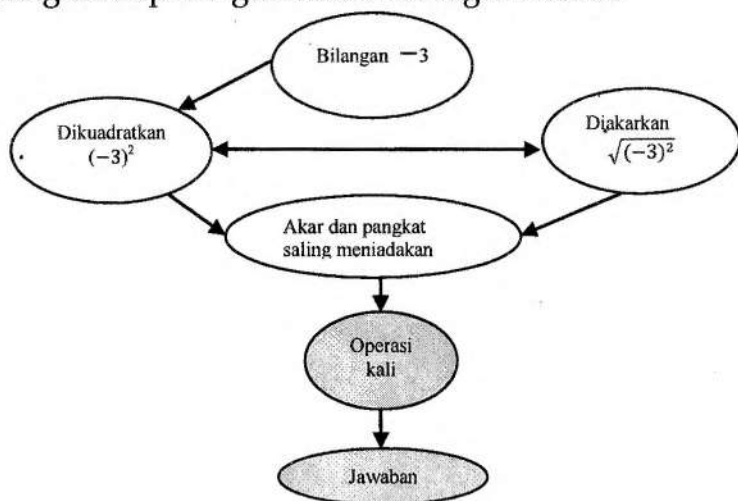 Bilangan −3
Dikuadratkan
(−3)²
Diakarkan
√(−3)²
Akar dan pangkat
saling meniadakan
Operasi
kali
Jawaban